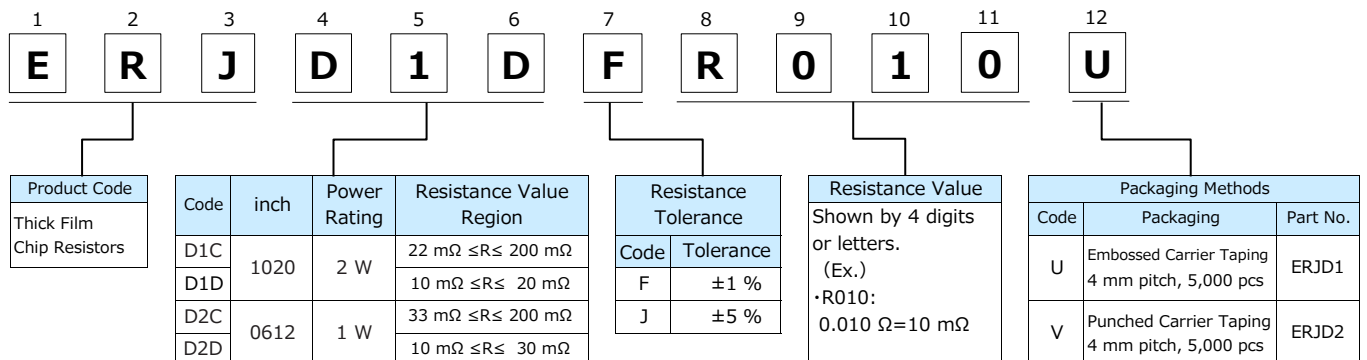 1 2 3 4 5 6 7 8 9 10 11 12
E R J D 1 D F R 0 1 0 U
Product Code
Thick Film
Chip Resistors
Code inch Power Rating Resistance Value Region
D1C 1020 2 W 22 mΩ ≤R≤ 200 mΩ
D1D 10 mΩ ≤R≤ 20 mΩ
D2C 0612 1 W 33 mΩ ≤R≤ 200 mΩ
D2D 10 mΩ ≤R≤ 30 mΩ
Resistance
Tolerance
Code Tolerance
F ±1 %
J ±5 %
Resistance Value
Shown by 4 digits
or letters.
(Ex.)
・R010:
0.010 Ω=10 mΩ
Packaging Methods
Code Packaging Part No.
U Embossed Carrier Taping 4 mm pitch, 5,000 pcs ERJD1
V Punched Carrier Taping 4 mm pitch, 5,000 pcs ERJD2